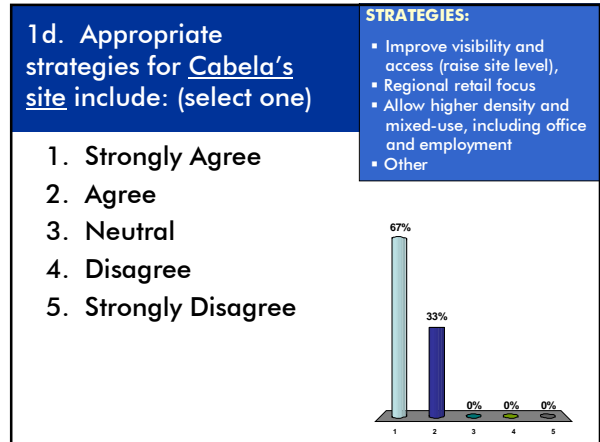 1d. Appropriate
strategies for Cabela's
site include: (select one)
STRATEGIES:
▪ Improve visibility and
access (raise site level),
▪ Regional retail focus
▪ Allow higher density and
mixed-use, including office
and employment
▪ Other
1. Strongly Agree
2. Agree
3. Neutral
4. Disagree
5. Strongly Disagree
67%
33%
0% 0% 0%
1 2 3 4 5